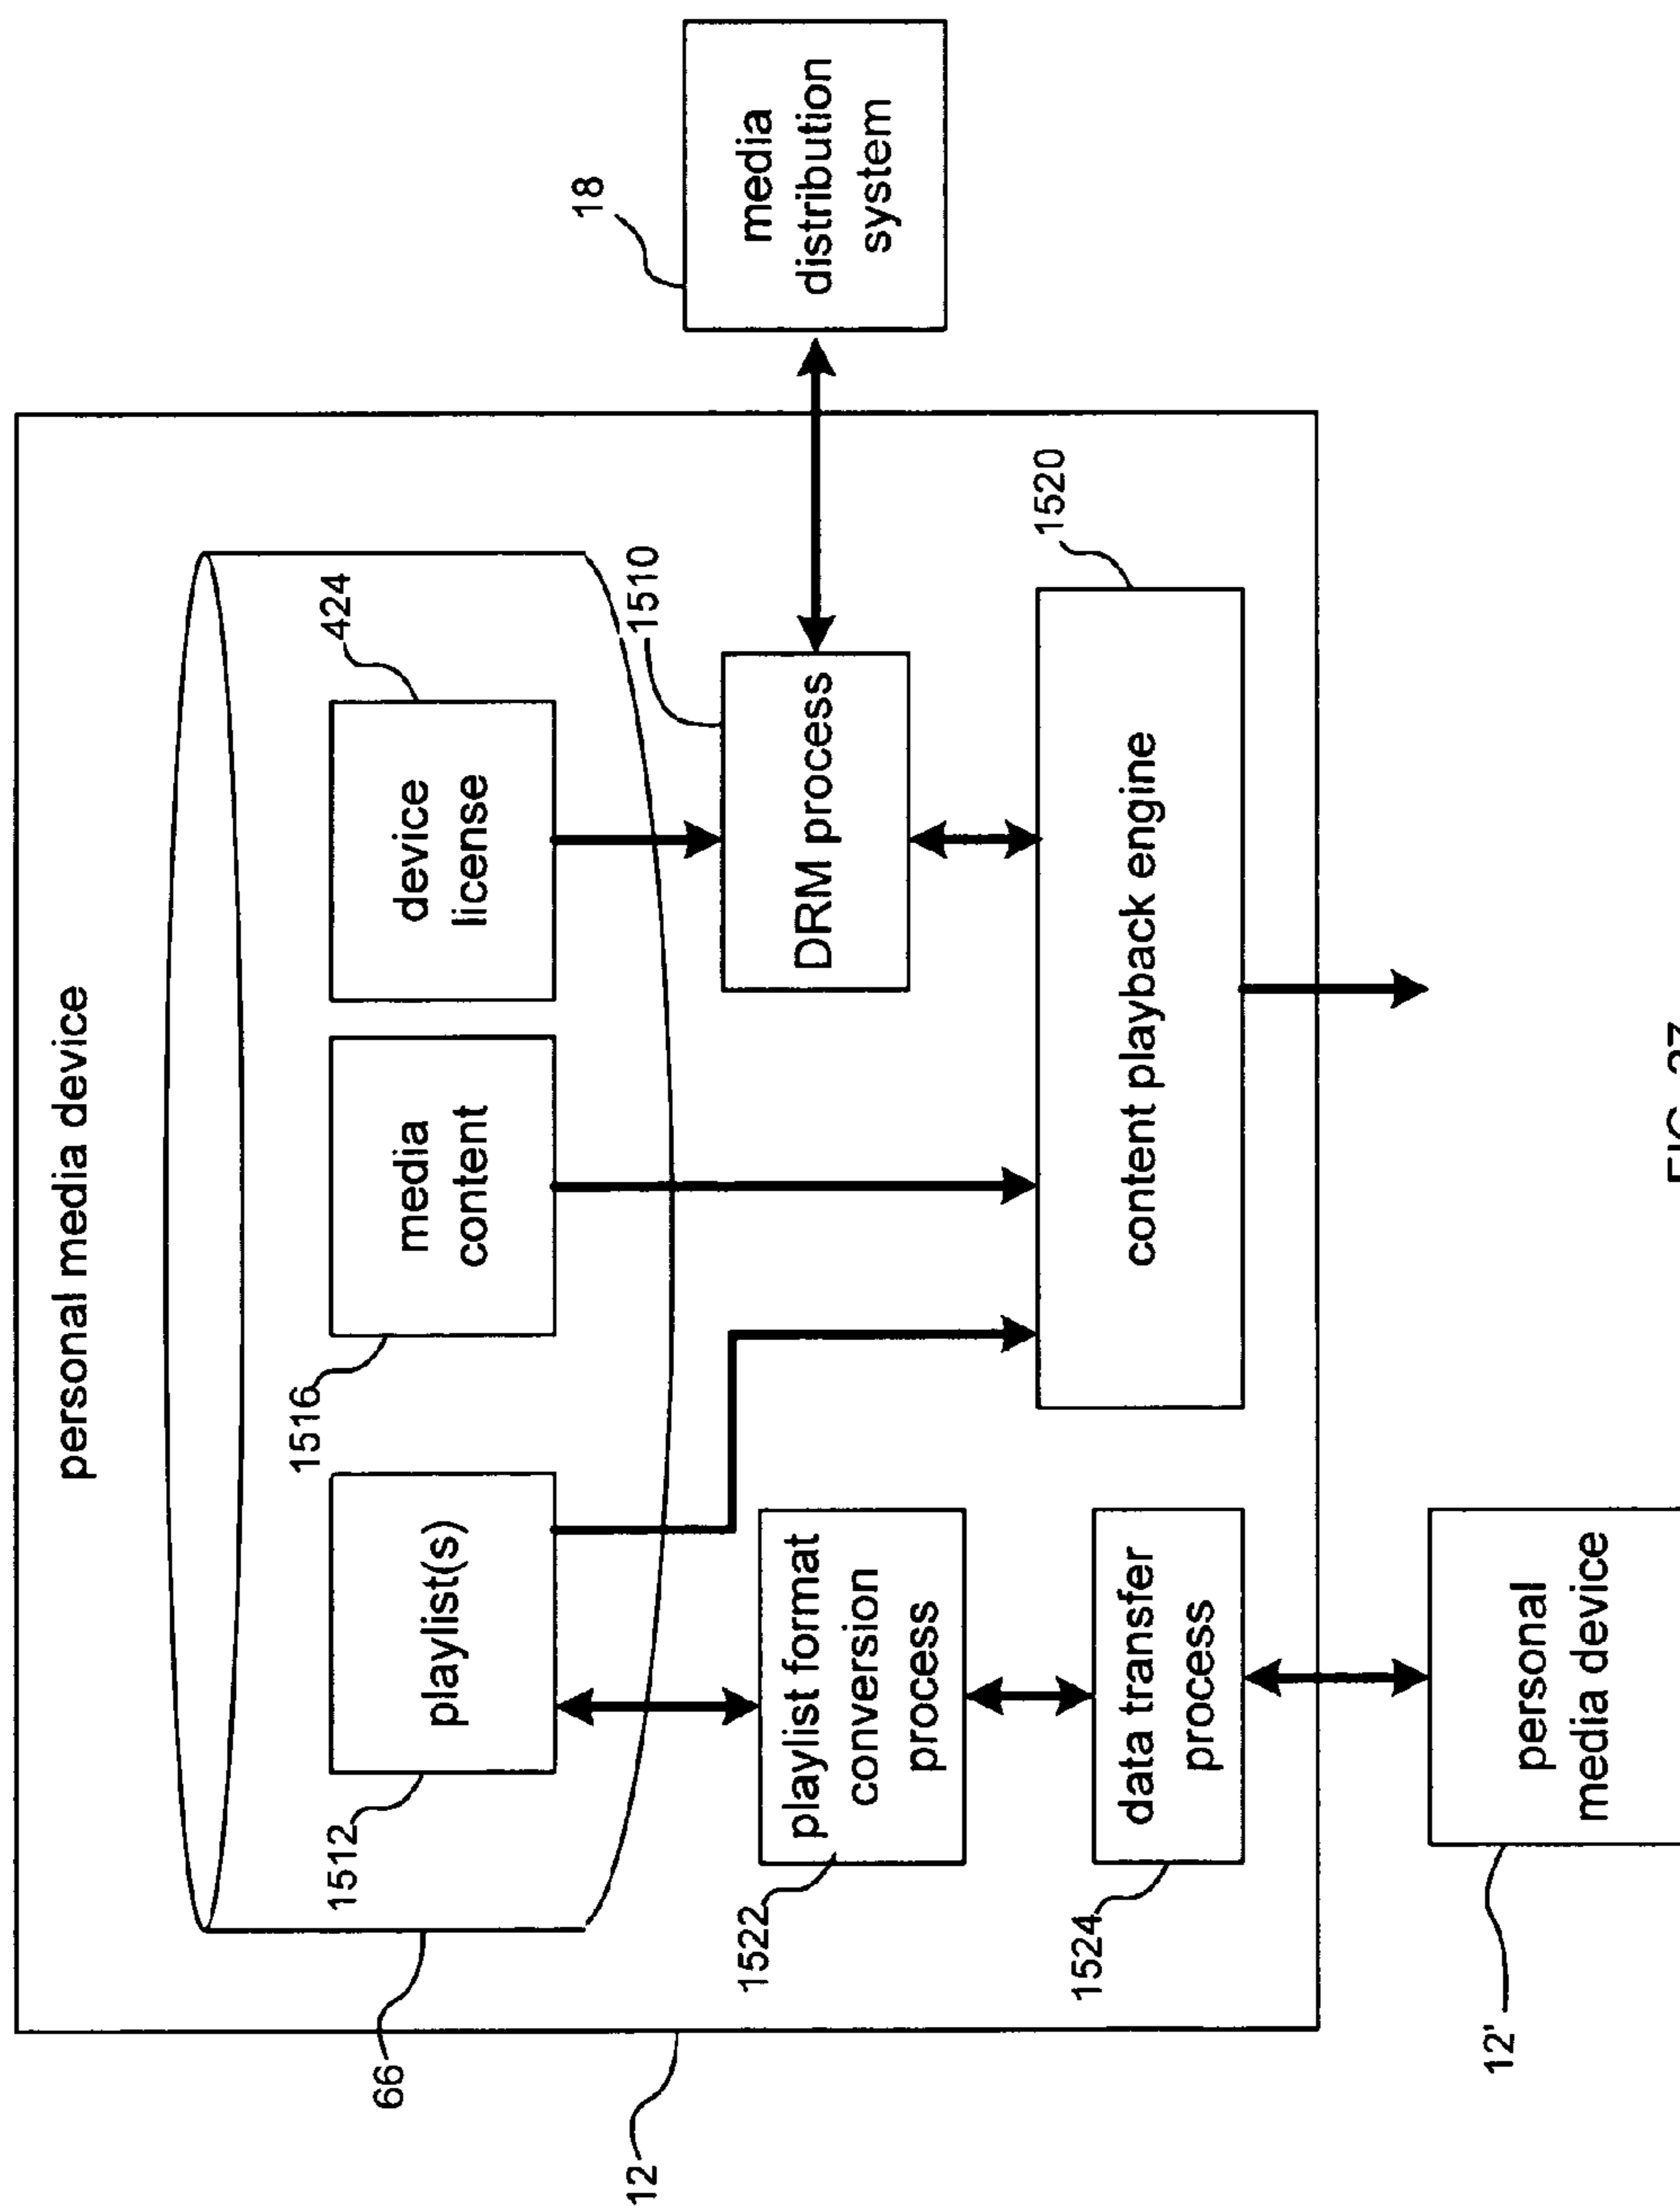 personal media device
66
12
1512
playlist(s)
1516
media
content
device
license
424
1510
18
media
distribution
system
1522
playlist format
conversion
process
DRM process
1524
data transfer
process
content playback engine
1520
12'
personal
media device
FIG.